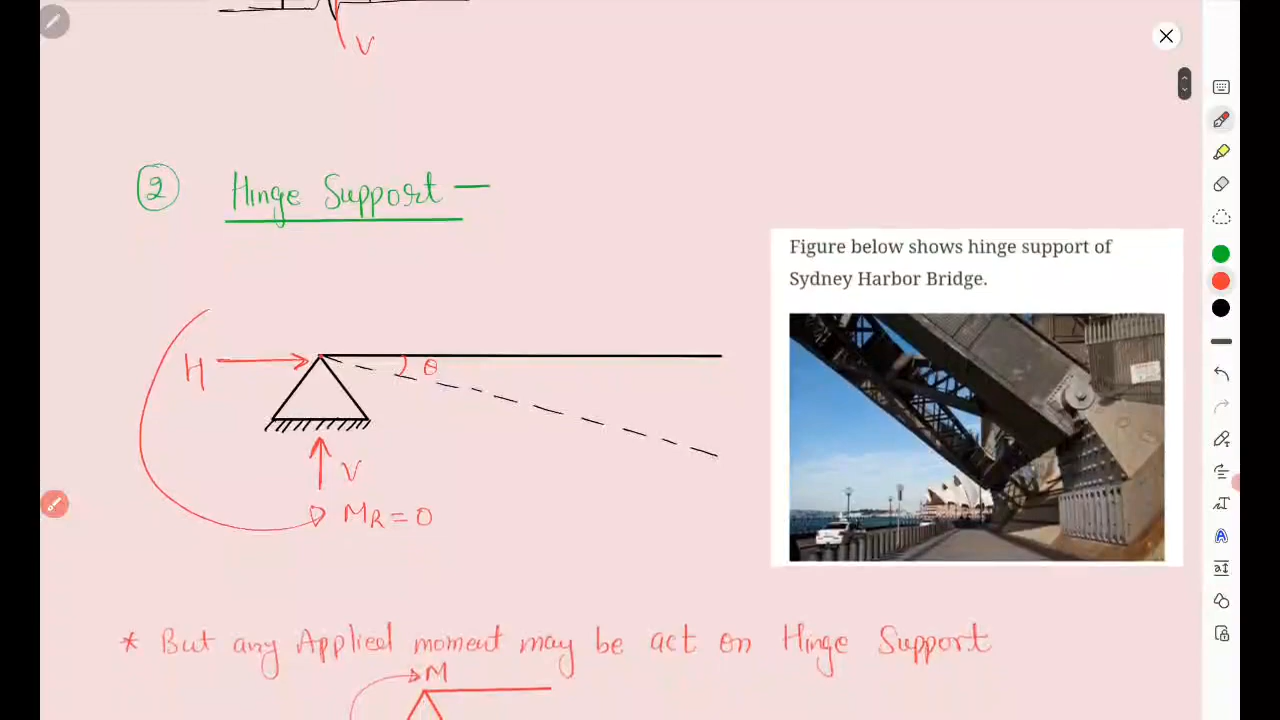 V
2 Hinge Support —
Figure below shows hinge support of
Sydney Harbor Bridge.
H
θ
V
MR = 0
* But any Applied moment may be act on Hinge Support
M